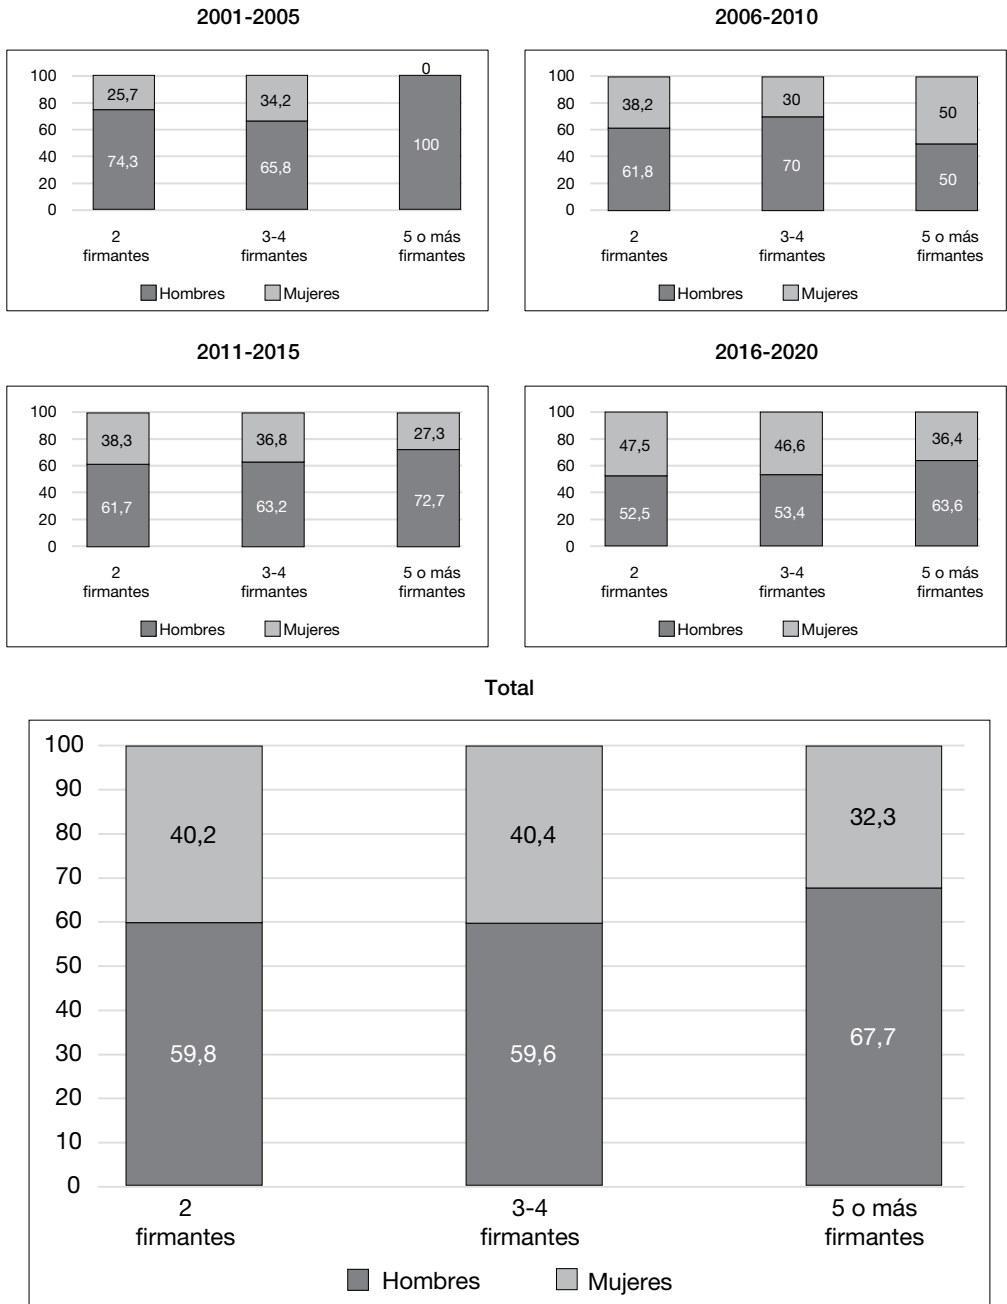 2001-2005
100
80
60
40
20
0
25,7
34,2
0
74,3
65,8
100
2
firmantes
3-4
firmantes
5 o más
firmantes
Hombres
Mujeres
2006-2010
100
80
60
40
20
0
38,2
30
50
61,8
70
50
2
firmantes
3-4
firmantes
5 o más
firmantes
Hombres
Mujeres
2011-2015
100
80
60
40
20
0
38,3
36,8
27,3
61,7
63,2
72,7
2
firmantes
3-4
firmantes
5 o más
firmantes
Hombres
Mujeres
2016-2020
100
80
60
40
20
0
47,5
46,6
36,4
52,5
53,4
63,6
2
firmantes
3-4
firmantes
5 o más
firmantes
Hombres
Mujeres
Total
100
90
80
70
60
50
40
30
20
10
0
40,2
40,4
32,3
59,8
59,6
67,7
2
firmantes
3-4
firmantes
5 o más
firmantes
Hombres
Mujeres